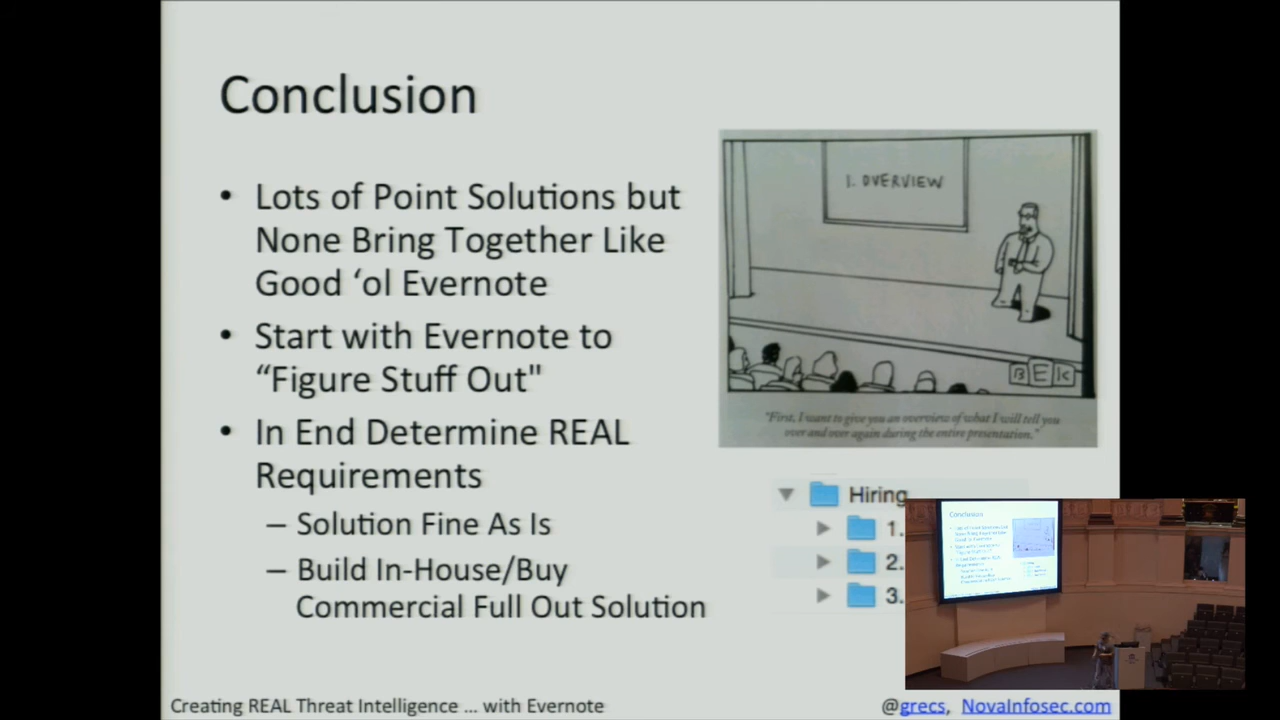 Conclusion
• Lots of Point Solutions but
None Bring Together Like
Good ‘ol Evernote
• Start with Evernote to
“Figure Stuff Out"
• In End Determine REAL
Requirements
– Solution Fine As Is
– Build In-House/Buy
Commercial Full Out Solution
1. OVERVIEW
BEK
"First, I want to give you an overview of what I will tell you
over and over again during the entire presentation."
Hiring
1.
2.
3.
Conclusion
Creating REAL Threat Intelligence ... with Evernote
@grecs, NovaInfosec.com